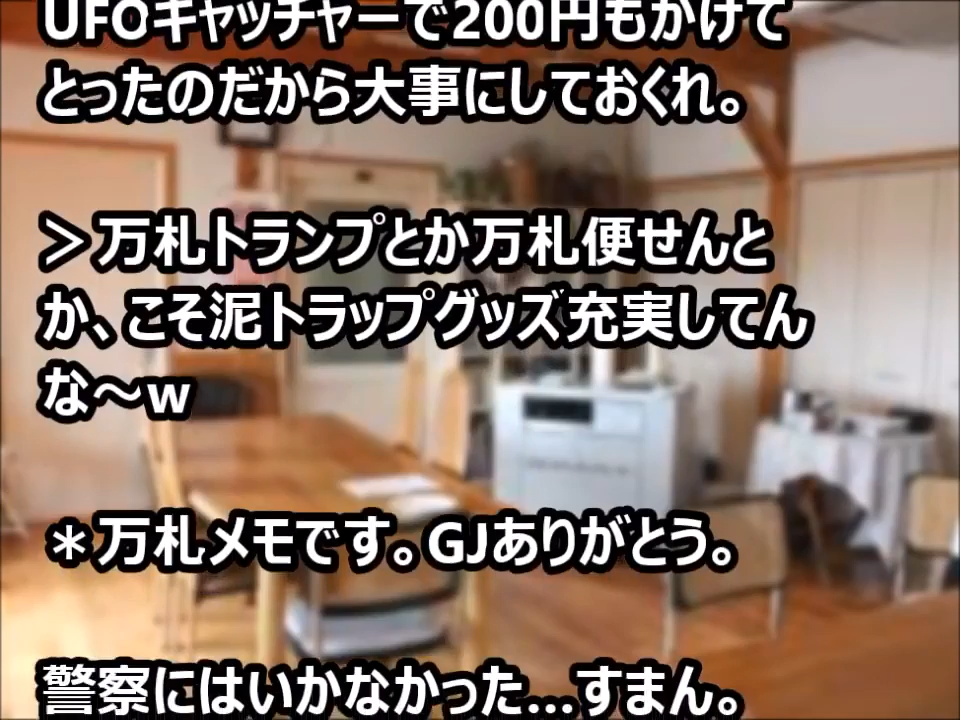 UFOキャッチャーで200円もかけて
とったのだから大事にしておくれ。
＞万札トランプとか万札便せんと
か、こそ泥トラップグッズ充実してん
な～w
＊万札メモです。GJありがとう。
警察にはいかなかった…すまん。